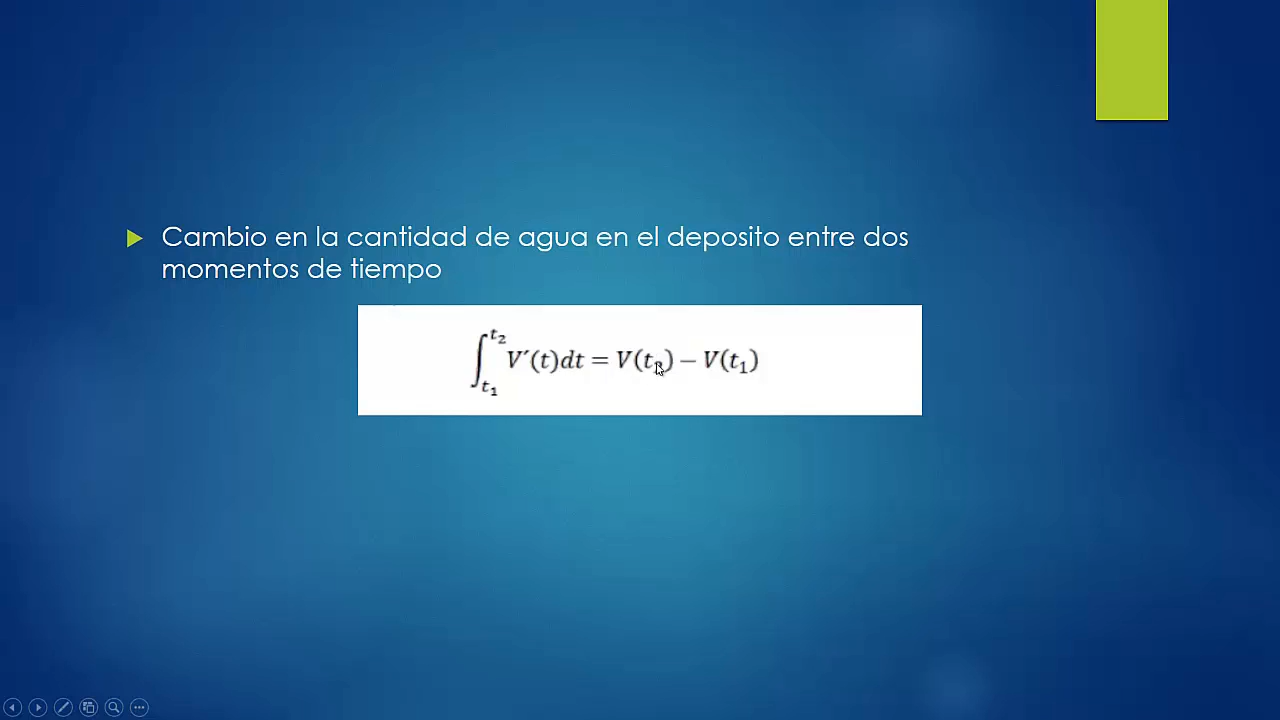 Cambio en la cantidad de agua en el deposito entre dos
momentos de tiempo
∫_{t₁}^{t₂} V´(t)dt = V(t₂) − V(t₁)